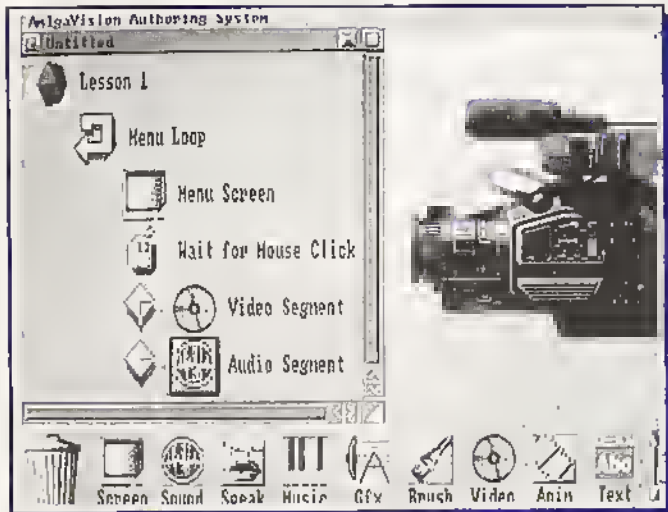 AmigaVision Authoring System
Untitled
Lesson 1
Menu Loop
Menu Screen
Wait for Mouse Click
Video Segment
Audio Segment
Screen Sound Speak Music Gfx Brush Video Anim Text
Abc